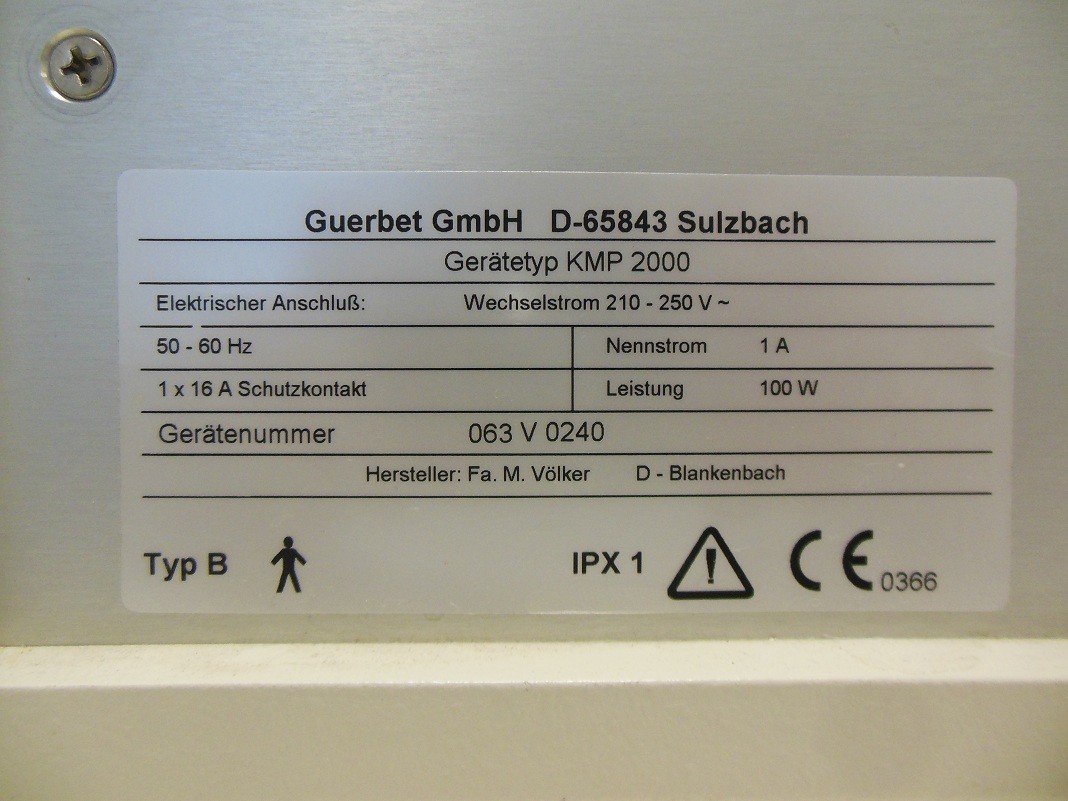 Guerbet GmbH D-65843 Sulzbach
Gerätetyp KMP 2000
Elektrischer Anschluß: Wechselstrom 210 - 250 V ~
50 - 60 Hz Nennstrom 1 A
1 x 16 A Schutzkontakt Leistung 100 W
Gerätenummer 063 V 0240
Hersteller: Fa. M. Völker D - Blankenbach
Typ B IPX 1 ! CE 0366